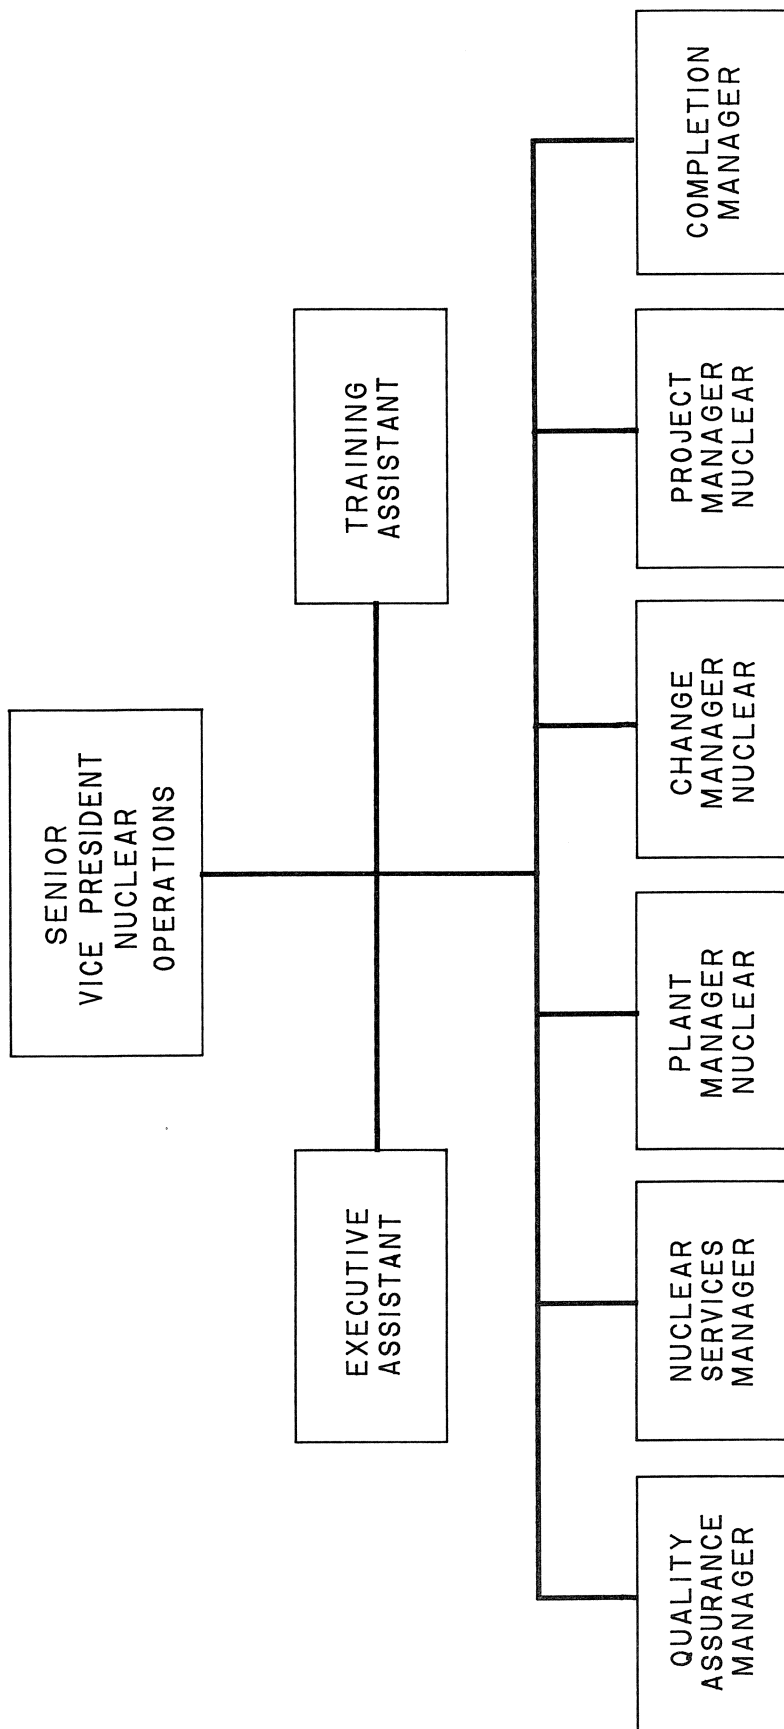 SENIOR
VICE PRESIDENT
NUCLEAR
OPERATIONS
EXECUTIVE
ASSISTANT
TRAINING
ASSISTANT
QUALITY
ASSURANCE
MANAGER
NUCLEAR
SERVICES
MANAGER
PLANT
MANAGER
NUCLEAR
CHANGE
MANAGER
NUCLEAR
PROJECT
MANAGER
NUCLEAR
COMPLETION
MANAGER